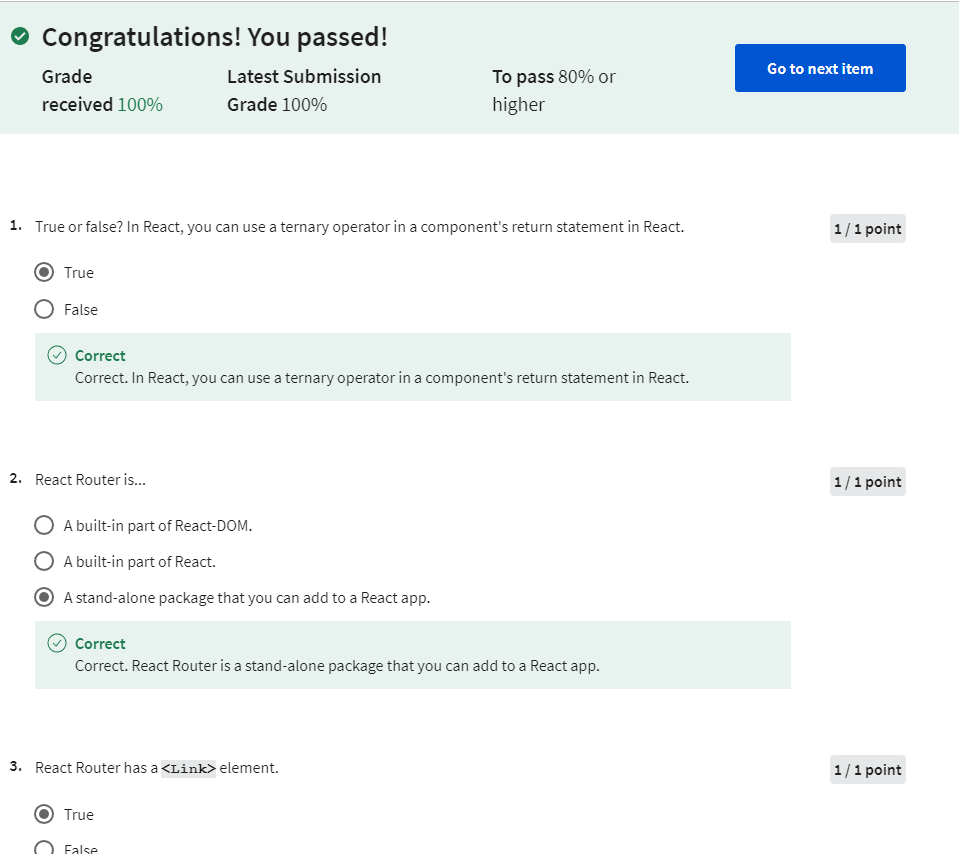 Congratulations! You passed!
Grade received 100%
Latest Submission Grade 100%
To pass 80% or higher
Go to next item
1. True or false? In React, you can use a ternary operator in a component's return statement in React.
1 / 1 point
True
False
Correct
Correct. In React, you can use a ternary operator in a component's return statement in React.
2. React Router is...
1 / 1 point
A built-in part of React-DOM.
A built-in part of React.
A stand-alone package that you can add to a React app.
Correct
Correct. React Router is a stand-alone package that you can add to a React app.
3. React Router has a <Link> element.
1 / 1 point
True
False